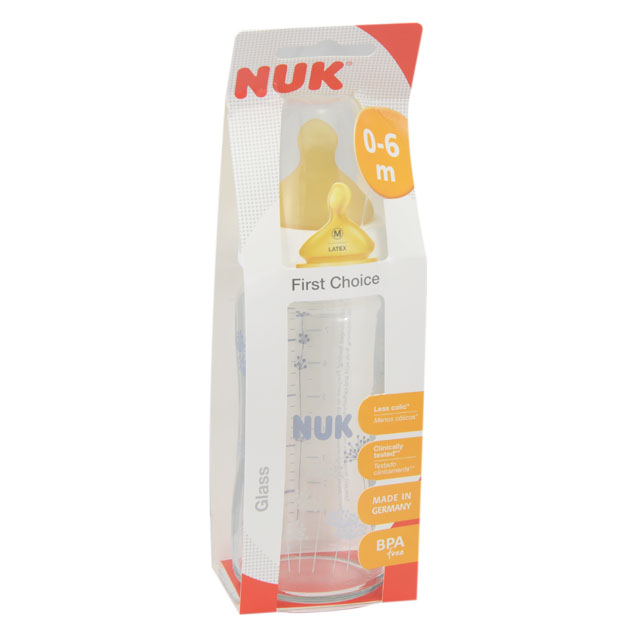 NUK®
0-6
m
M
LATEX
First Choice
NUK
Glass
Less colic*
Menos cólicos*
Clinically
tested**
Testado
MADE IN
GERMANY
BPA
free